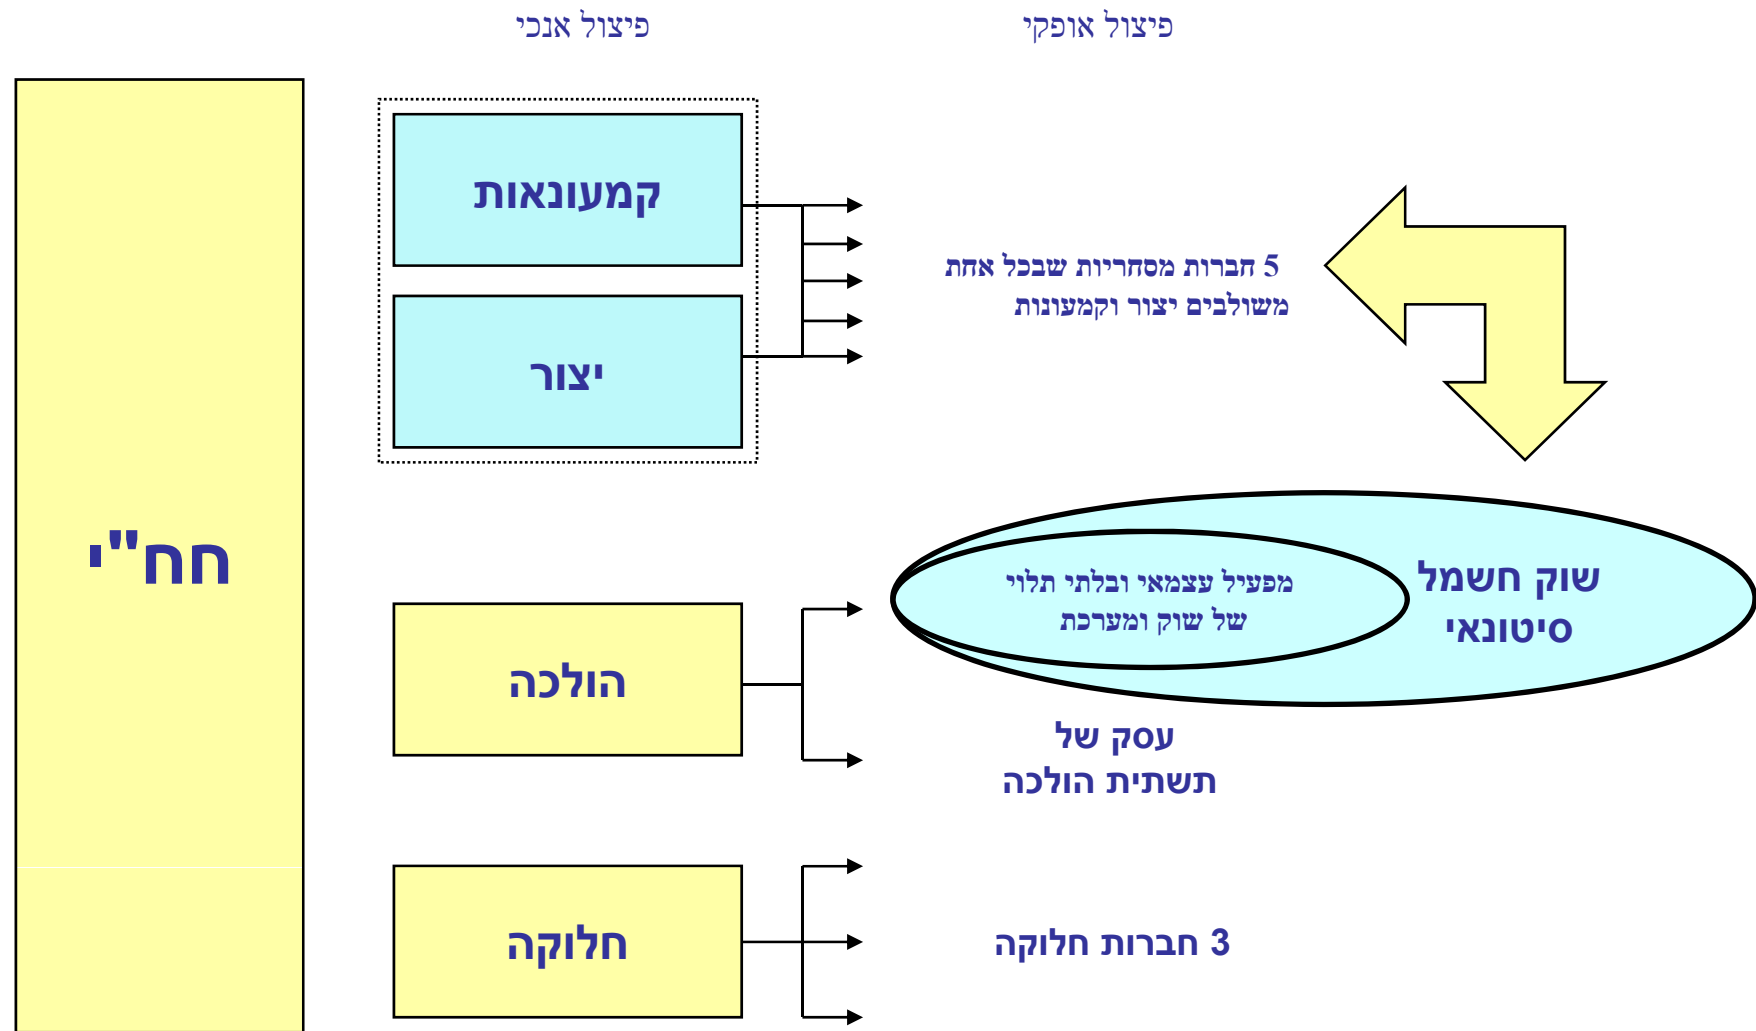 פיצול אופקי
פיצול אנכי
חח"י
קמעונאות
יצור
5 חברות מסחריות שבכל אחת
משולבים יצור וקמעונות
הולכה
מפעיל עצמאי ובלתי תלוי
של שוק ומערכת
שוק חשמל
סיטונאי
עסק של
תשתית הולכה
חלוקה
3 חברות חלוקה